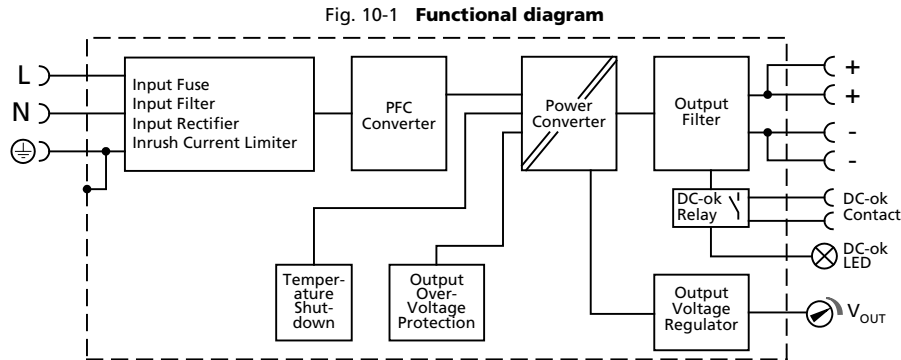 Fig. 10-1 Functional diagram
L
N
Input Fuse
Input Filter
Input Rectifier
Inrush Current Limiter
PFC
Converter
Power
Converter
Output
Filter
+
+
-
-
DC-ok
Relay
DC-ok
Contact
DC-ok
LED
Temper-
ature
Shut-
down
Output
Over-
Voltage
Protection
Output
Voltage
Regulator
VOUT